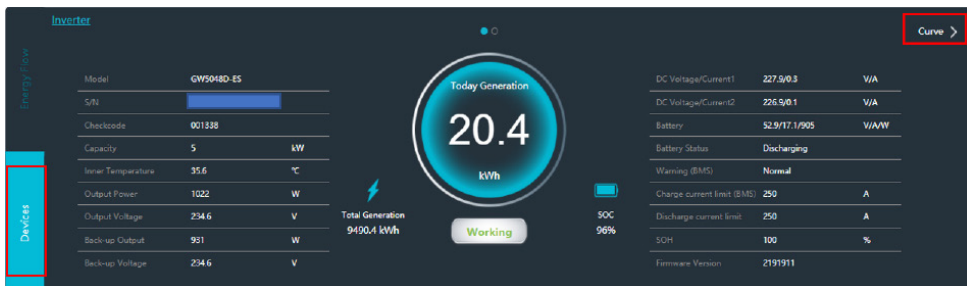 Inverter
Curve
Energy Flow
Devices
Model GW5048D-ES
S/N
Checkcode 001338
Capacity 5 kW
Inner Temperature 35.6 ℃
Output Power 1022 W
Output Voltage 234.6 V
Back-up Output 931 W
Back-up Voltage 234.6 V
Today Generation
20.4
kWh
Total Generation
9490.4 kWh
Working
SOC
96%
DC Voltage/Current1 227.9/0.3 V/A
DC Voltage/Current2 226.9/0.1 V/A
Battery 52.9/17.1/905 V/A/W
Battery Status Discharging
Warning (BMS) Normal
Charge current limit (BMS) 250 A
Discharge current limit 250 A
SOH 100 %
Firmware Version 2191911